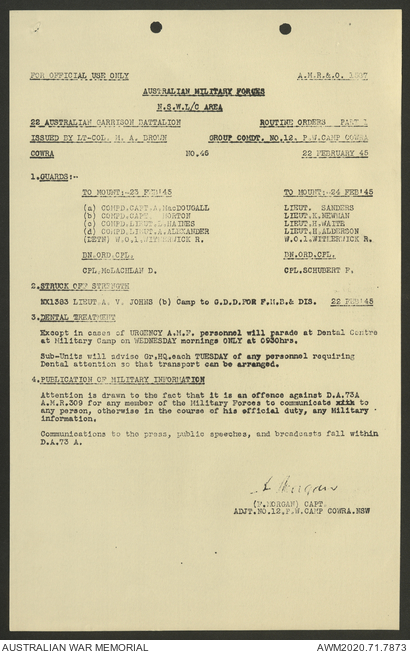 FOR OFFICIAL USE ONLY A.M.R.&O. 1087
AUSTRALIAN MILITARY FORCES
N.S.W.L/C AREA
22 AUSTRALIAN GARRISON BATTALION ROUTINE ORDERS PART I
ISSUED BY LT-COL. M. A. BROWN GROUP COMDT. NO.12. P.W.CAMP COWRA
COWRA NO.46 22 FEBRUARY 45
1.GUARDS:-
TO MOUNT:-23 FEB'45 TO MOUNT:-24 FEB'45
(a) COMPD.CAPT.A.MacDOUGALL LIEUT. SANDERS
(b) COMPD.CAPT. HORTON LIEUT.K.NEWMAN
(c) COMPD.LIEUT.L.HAINES LIEUT.H.WAITE
(d) COMPD.LIEUT.A.ALEXANDER LIEUT.H.ALDERSON
(DETN) W.O.1.WITHERICK R. W.O.1.WITHERICK R.
BN.ORD.CPL. BN.ORD.CPL.
CPL.McLACHLAN D. CPL.SCHUBERT P.
2.STRUCK OFF STRENGTH
NX1383 LIEUT.A. V. JOHNS (b) Camp to G.D.D.FOR F.M.B.& DIS. 22 FEB'45
3.DENTAL TREATMENT
Except in cases of URGENCY A.M.F. personnel will parade at Dental Centre
at Military Camp on WEDNESDAY mornings ONLY at 0930hrs.
Sub-Units will advise Gr.HQ.each TUESDAY of any personnel requiring
Dental attention so that transport can be arranged.
4.PUBLICATION OF MILITARY INFORMATION
Attention is drawn to the fact that it is an offence against D.A.73A
A.M.R.309 for any member of the Military Forces to communicate to
any person, otherwise in the course of his official duty, any Military
information.
Communications to the press, public speeches, and broadcasts fall within
D.A.73 A.
(F.MORGAN) CAPT.
ADJT.NO.12.P.W.CAMP COWRA.NSW
AUSTRALIAN WAR MEMORIAL AWM2020.71.7873